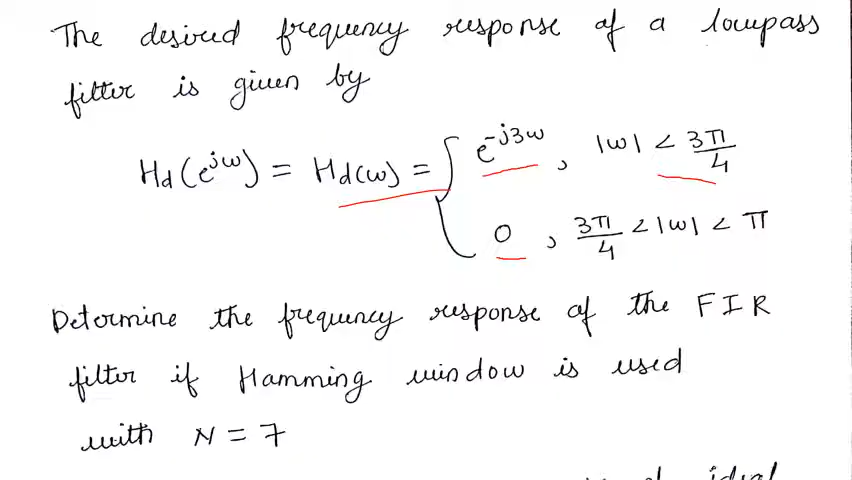 The desired frequency response of a lowpass
filter is given by
Hd(e^jω) = Hd(ω) = { e^-j3ω, |ω| < 3π/4
0, 3π/4 < |ω| < π
Determine the frequency response of the FIR
filter if Hamming window is used
with N = 7
ideal